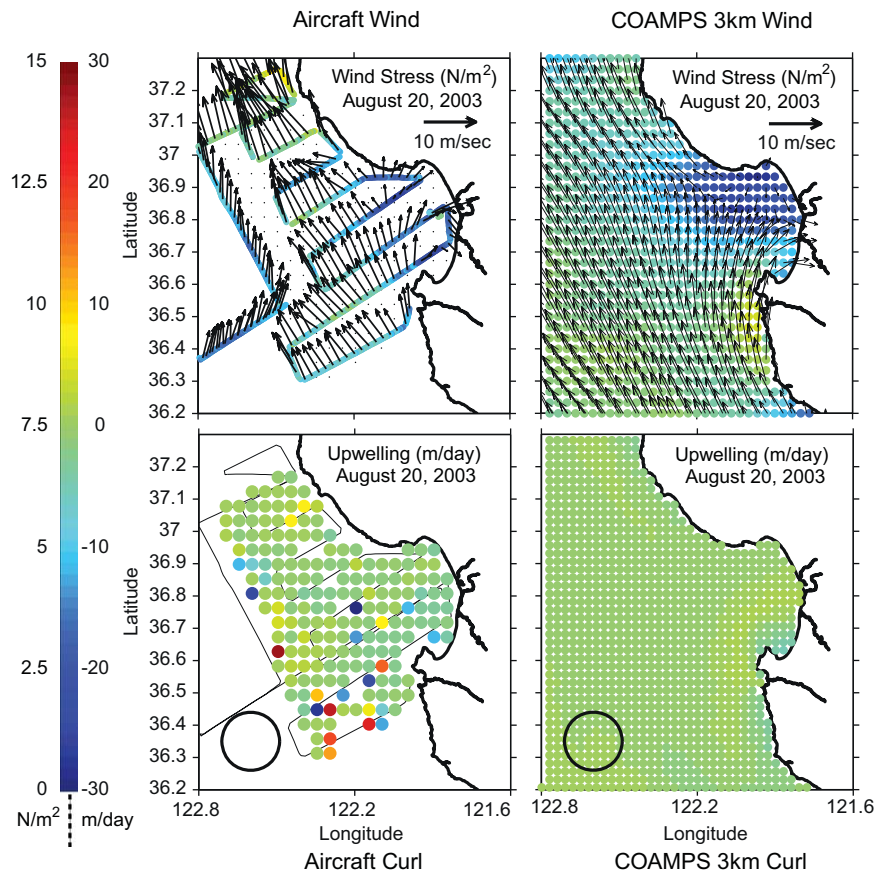 Aircraft Wind
COAMPS 3km Wind
15 30
12.5 20
10 10
7.5 0
5 -10
2.5 -20
0 -30
N/m² m/day
Wind Stress (N/m²)
August 20, 2003
10 m/sec
Latitude
37.2
37.1
37
36.9
36.8
36.7
36.6
36.5
36.4
36.3
36.2
Wind Stress (N/m²)
August 20, 2003
10 m/sec
Upwelling (m/day)
August 20, 2003
Latitude
37.2
37.1
37
36.9
36.8
36.7
36.6
36.5
36.4
36.3
36.2
122.8 122.2 121.6
Longitude
Aircraft Curl
Upwelling (m/day)
August 20, 2003
122.8 122.2 121.6
Longitude
COAMPS 3km Curl